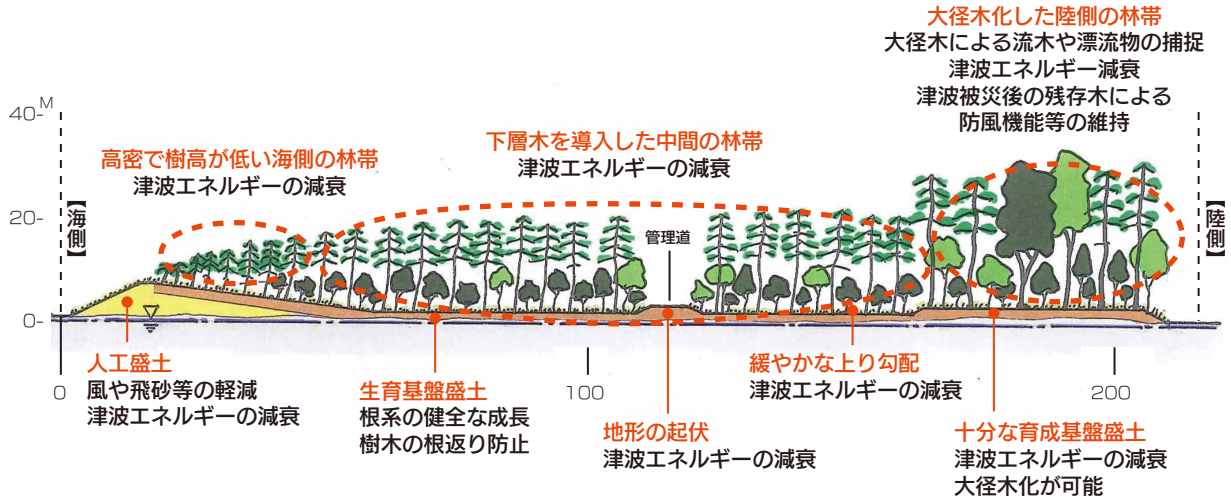 大径木化した陸側の林帯
大径木による流木や漂流物の捕捉
津波エネルギー減衰
津波被災後の残存木による
防風機能等の維持
下層木を導入した中間の林帯
津波エネルギーの減衰
高密で樹高が低い海側の林帯
津波エネルギーの減衰
40-M
20-
0-
【海側】
管理道
【陸側】
人工盛土
風や飛砂等の軽減
津波エネルギーの減衰
生育基盤盛土
根系の健全な成長
樹木の根返り防止
地形の起伏
津波エネルギーの減衰
緩やかな上り勾配
津波エネルギーの減衰
十分な育成基盤盛土
津波エネルギーの減衰
大径木化が可能
0
100
200